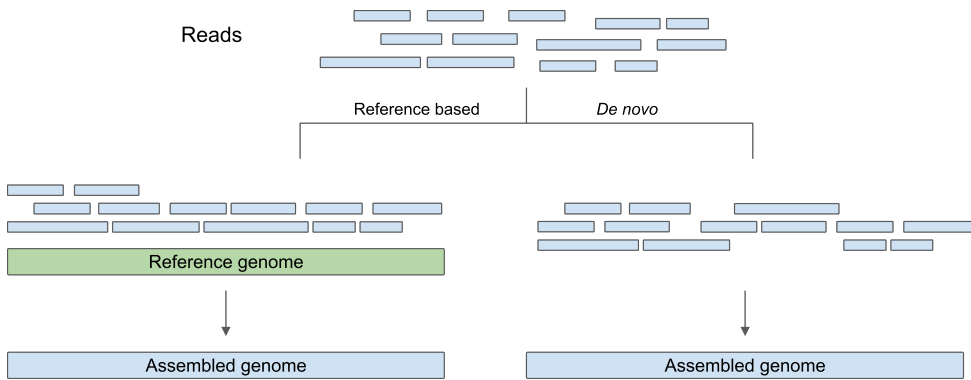 Reads
Reference based
De novo
Reference genome
Assembled genome
Assembled genome